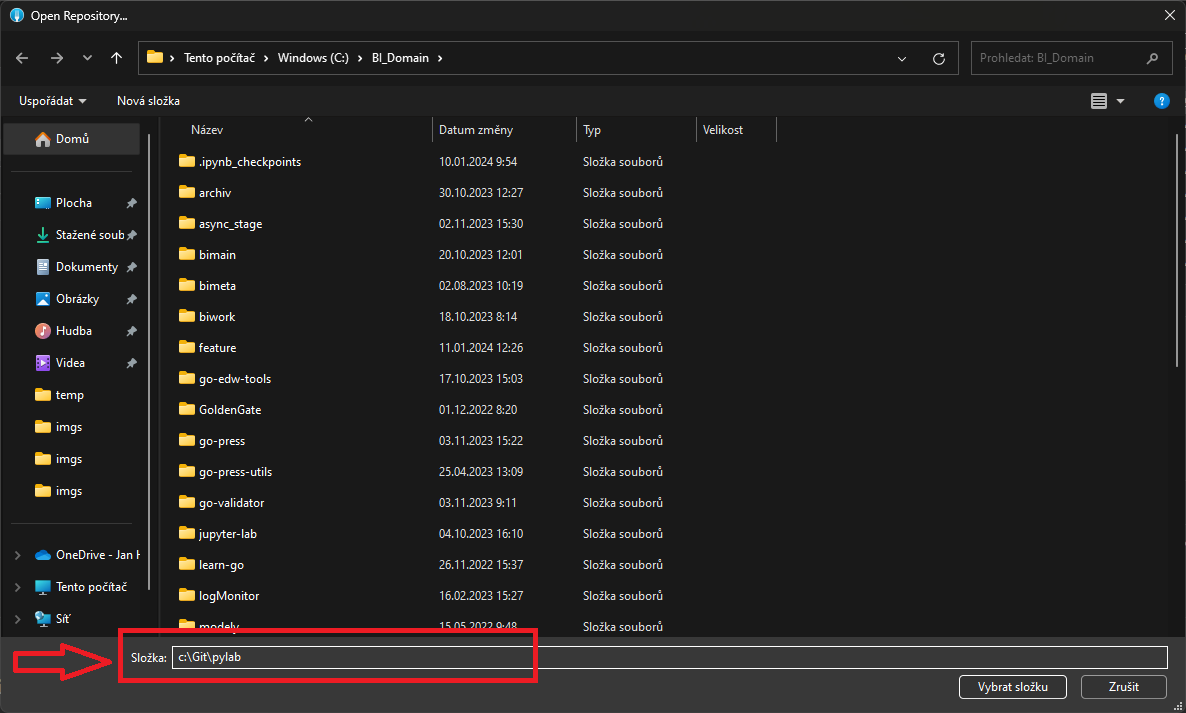 Open Repository...
Tento počítač > Windows (C:) > BI_Domain >
Prohledat: BI_Domain
Uspořádat
Nová složka
Název Datum změny Typ Velikost
.ipynb_checkpoints 10.01.2024 9:54 Složka souborů
archiv 30.10.2023 12:27 Složka souborů
async_stage 02.11.2023 15:30 Složka souborů
bimain 20.10.2023 12:01 Složka souborů
bimeta 02.08.2023 10:19 Složka souborů
biwork 18.10.2023 8:14 Složka souborů
feature 11.01.2024 12:26 Složka souborů
go-edw-tools 17.10.2023 15:03 Složka souborů
GoldenGate 01.12.2022 8:20 Složka souborů
go-press 03.11.2023 15:22 Složka souborů
go-press-utils 25.04.2023 13:09 Složka souborů
go-validator 03.11.2023 9:11 Složka souborů
jupyter-lab 04.10.2023 16:10 Složka souborů
learn-go 26.11.2022 15:37 Složka souborů
logMonitor 16.02.2023 15:27 Složka souborů
modely 15.05.2022 9:48 Složka souborů
Domů
Plocha
Stažené soub
Dokumenty
Obrázky
Hudba
Videa
temp
imgs
imgs
imgs
OneDrive - Jan H
Tento počítač
Síť
Složka: c:\Git\pylab
Vybrat složku
Zrušit